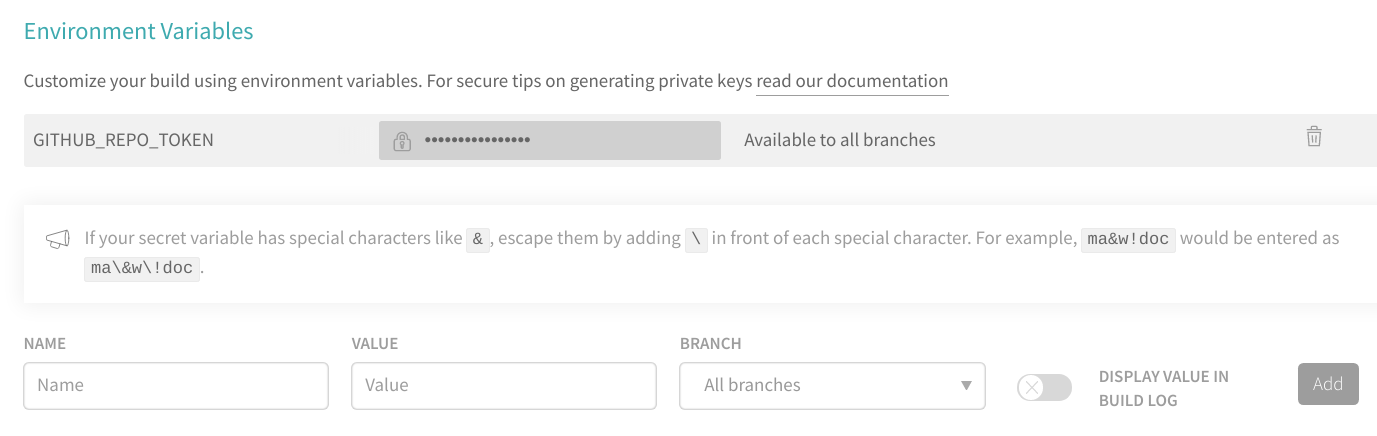 Environment Variables
Customize your build using environment variables. For secure tips on generating private keys read our documentation
GITHUB_REPO_TOKEN •••••••••••••••• Available to all branches
If your secret variable has special characters like & , escape them by adding \ in front of each special character. For example, ma&w!doc would be entered as
ma\&w\!doc .
NAME VALUE BRANCH
Name Value All branches DISPLAY VALUE IN BUILD LOG Add